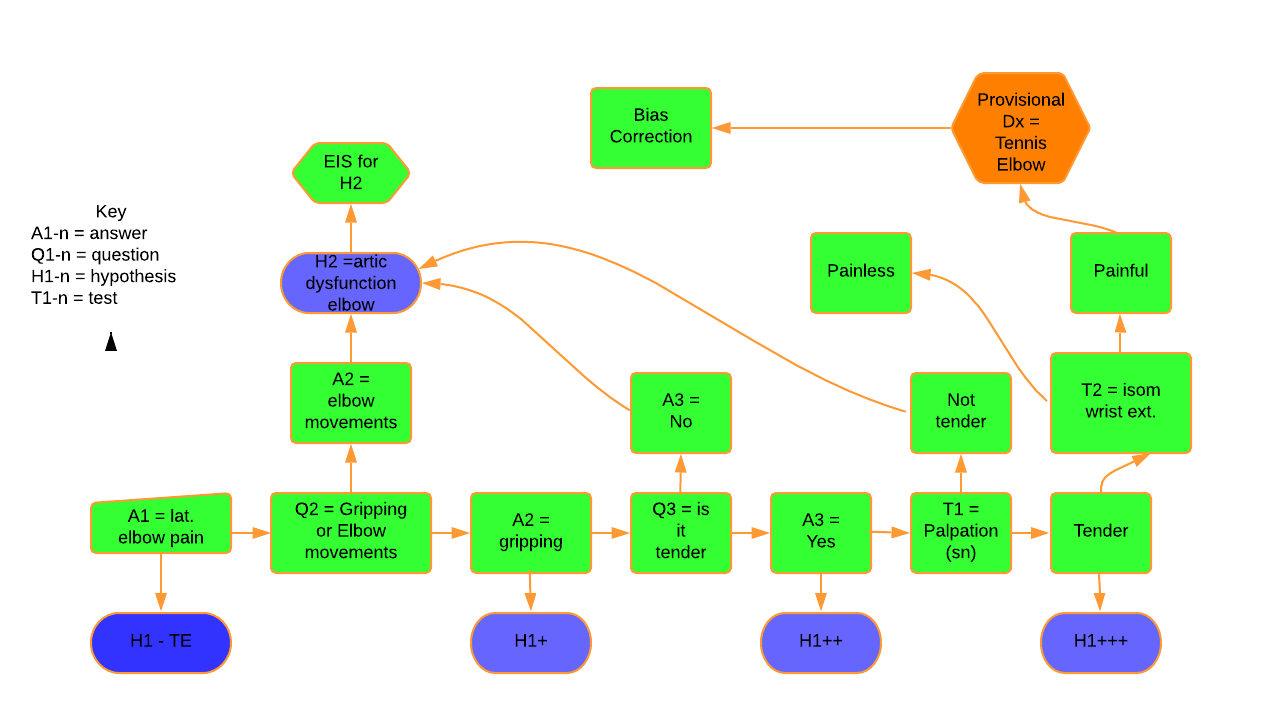 Provisional
Dx =
Tennis
Elbow
Bias
Correction
EIS for
H2
Key
A1-n = answer
Q1-n = question
H1-n = hypothesis
T1-n = test
H2 =artic
dysfunction
elbow
Painless
Painful
A2 =
elbow
movements
A3 =
No
Not
tender
T2 = isom
wrist ext.
A1 = lat.
elbow pain
Q2 = Gripping
or Elbow
movements
A2 =
gripping
Q3 = is
it
tender
A3 =
Yes
T1 =
Palpation
(sn)
Tender
H1 - TE
H1+
H1++
H1+++